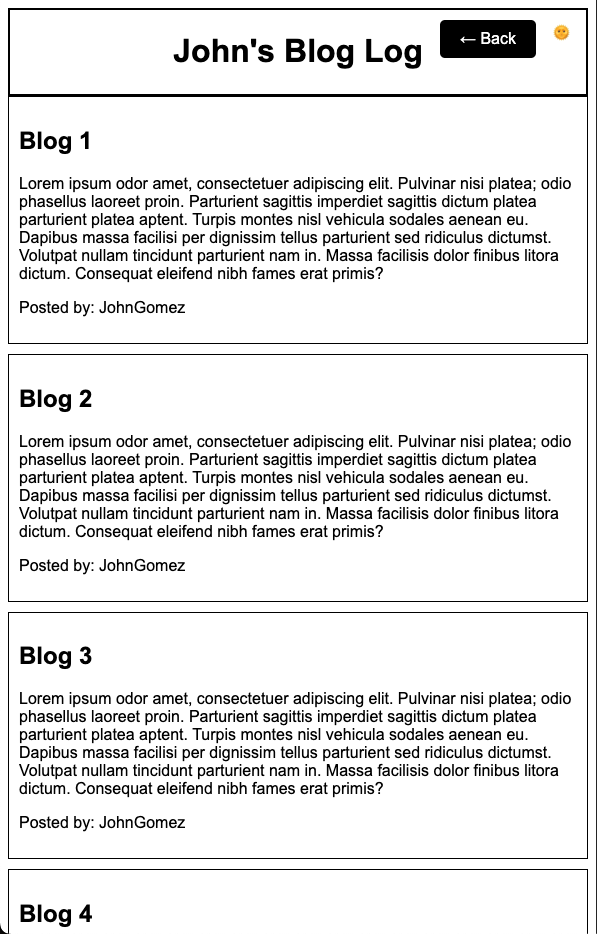 John's Blog Log
← Back
Blog 1
Lorem ipsum odor amet, consectetuer adipiscing elit. Pulvinar nisi platea; odio
phasellus laoreet proin. Parturient sagittis imperdiet sagittis dictum platea
parturient platea aptent. Turpis montes nisl vehicula sodales aenean eu.
Dapibus massa facilisi per dignissim tellus parturient sed ridiculus dictumst.
Volutpat nullam tincidunt parturient nam in. Massa facilisis dolor finibus litora
dictum. Consequat eleifend nibh fames erat primis?
Posted by: JohnGomez
Blog 2
Lorem ipsum odor amet, consectetuer adipiscing elit. Pulvinar nisi platea; odio
phasellus laoreet proin. Parturient sagittis imperdiet sagittis dictum platea
parturient platea aptent. Turpis montes nisl vehicula sodales aenean eu.
Dapibus massa facilisi per dignissim tellus parturient sed ridiculus dictumst.
Volutpat nullam tincidunt parturient nam in. Massa facilisis dolor finibus litora
dictum. Consequat eleifend nibh fames erat primis?
Posted by: JohnGomez
Blog 3
Lorem ipsum odor amet, consectetuer adipiscing elit. Pulvinar nisi platea; odio
phasellus laoreet proin. Parturient sagittis imperdiet sagittis dictum platea
parturient platea aptent. Turpis montes nisl vehicula sodales aenean eu.
Dapibus massa facilisi per dignissim tellus parturient sed ridiculus dictumst.
Volutpat nullam tincidunt parturient nam in. Massa facilisis dolor finibus litora
dictum. Consequat eleifend nibh fames erat primis?
Posted by: JohnGomez
Blog 4